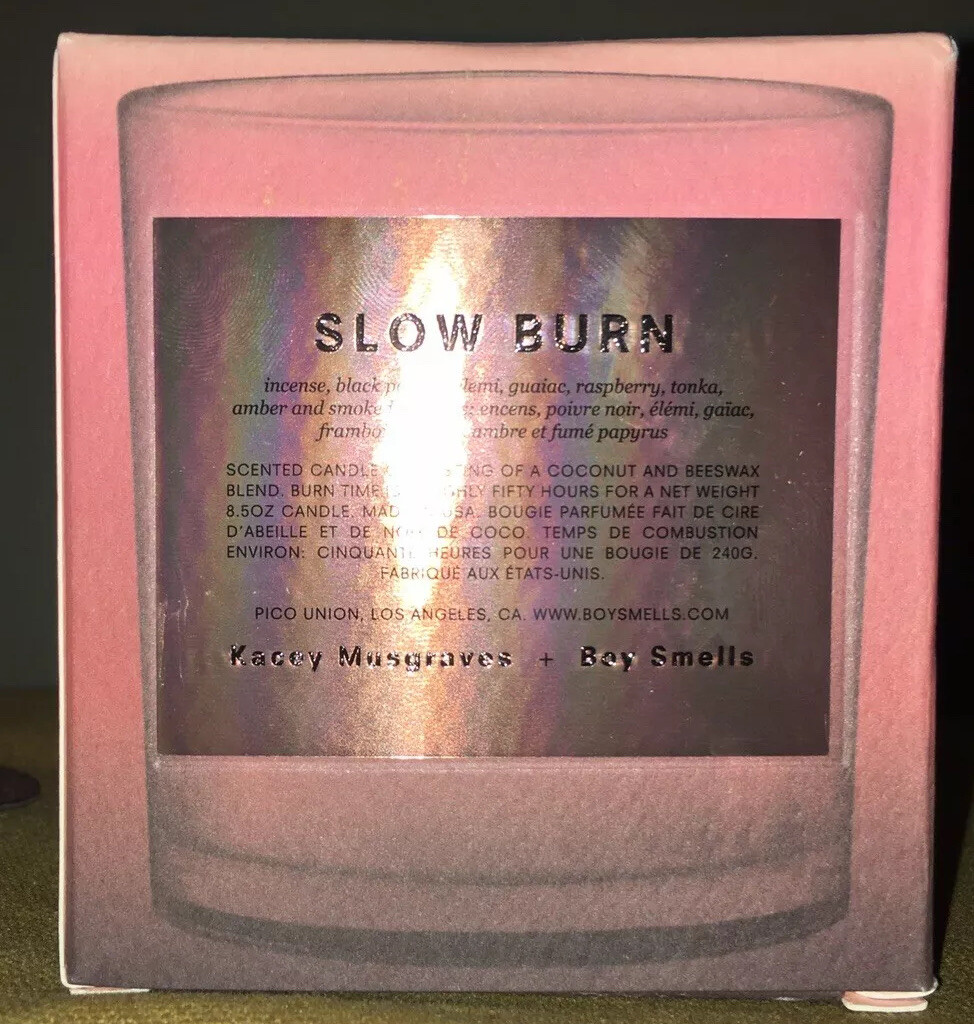 SLOW BURN
incense, black elemi, guaiac, raspberry, tonka,
amber and smoke encens, poivre noir, élémi, gaïac,
ambre et fumé papyrus
SCENTED CANDLE OF A COCONUT AND BEESWAX
BLEND. BURN TIME FIFTY HOURS FOR A NET WEIGHT
8.5OZ CANDLE. MADE USA. BOUGIE PARFUMÉE FAIT DE CIRE
D'ABEILLE ET DE NOIX DE COCO. TEMPS DE COMBUSTION
ENVIRON: CINQUANTE HEURES POUR UNE BOUGIE DE 240G.
FABRIQUÉ AUX ÉTATS-UNIS.
PICO UNION, LOS ANGELES, CA. WWW.BOYSMELLS.COM
Kacey Musgraves + Boy Smells